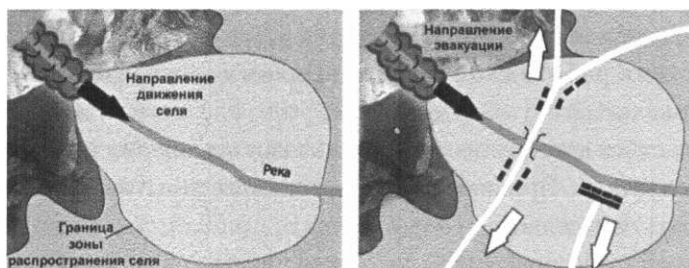 Направление
движения
селя
Река
Граница
зоны
распространения селя
Направление
эвакуации